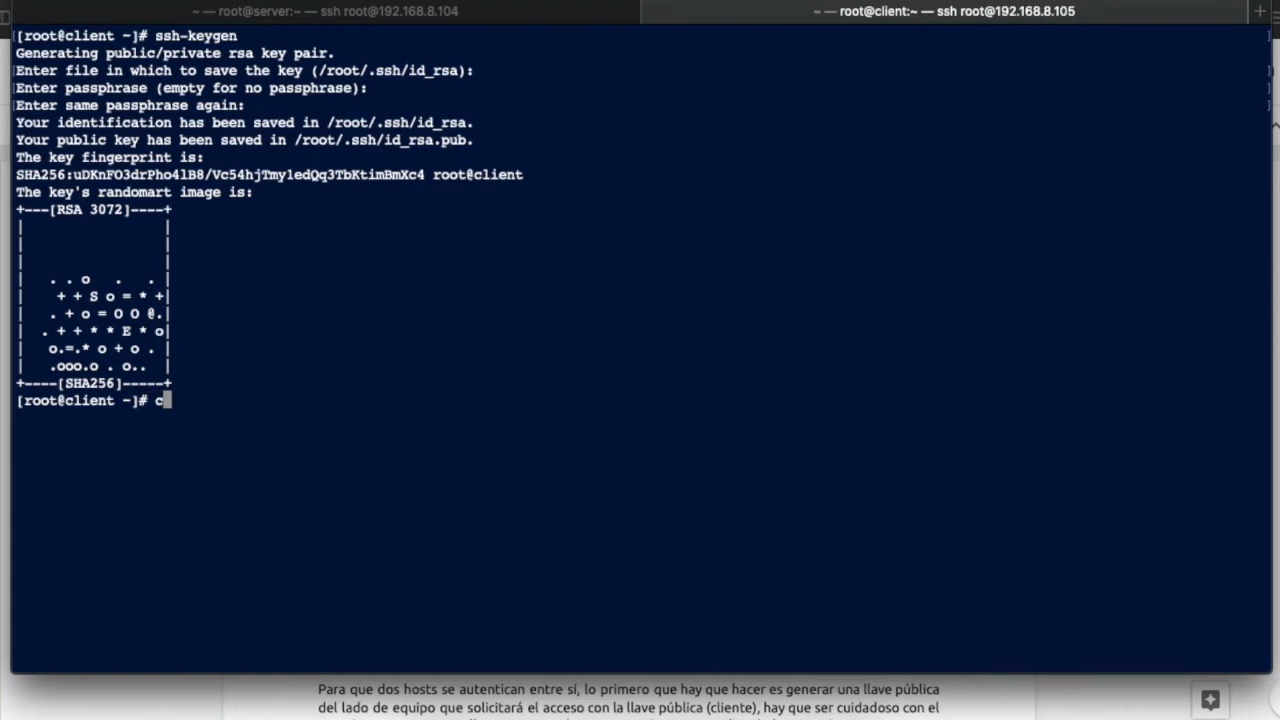 ~ — root@server:~ — ssh root@192.168.8.104
~ — root@client:~ — ssh root@192.168.8.105
[root@client ~]# ssh-keygen
Generating public/private rsa key pair.
Enter file in which to save the key (/root/.ssh/id_rsa):
Enter passphrase (empty for no passphrase):
Enter same passphrase again:
Your identification has been saved in /root/.ssh/id_rsa.
Your public key has been saved in /root/.ssh/id_rsa.pub.
The key fingerprint is:
SHA256:uDKnFO3drPho4lB8/Vc54hjTmy1edQq3TbKtimBmXc4 root@client
The key's randomart image is:
+---[RSA 3072]----+
|                 |
|                 |
|                 |
|   . . o   .   . |
|    + + S o = * +|
|   . + o = O O @.|
|  . + + * * E * o|
|   o.=.* o + o . |
|   .ooo.o . o..  |
+----[SHA256]-----+
[root@client ~]# c
Para que dos hosts se autentican entre sí, lo primero que hay que hacer es generar una llave pública
del lado de equipo que solicitará el acceso con la llave pública (cliente), hay que ser cuidadoso con el